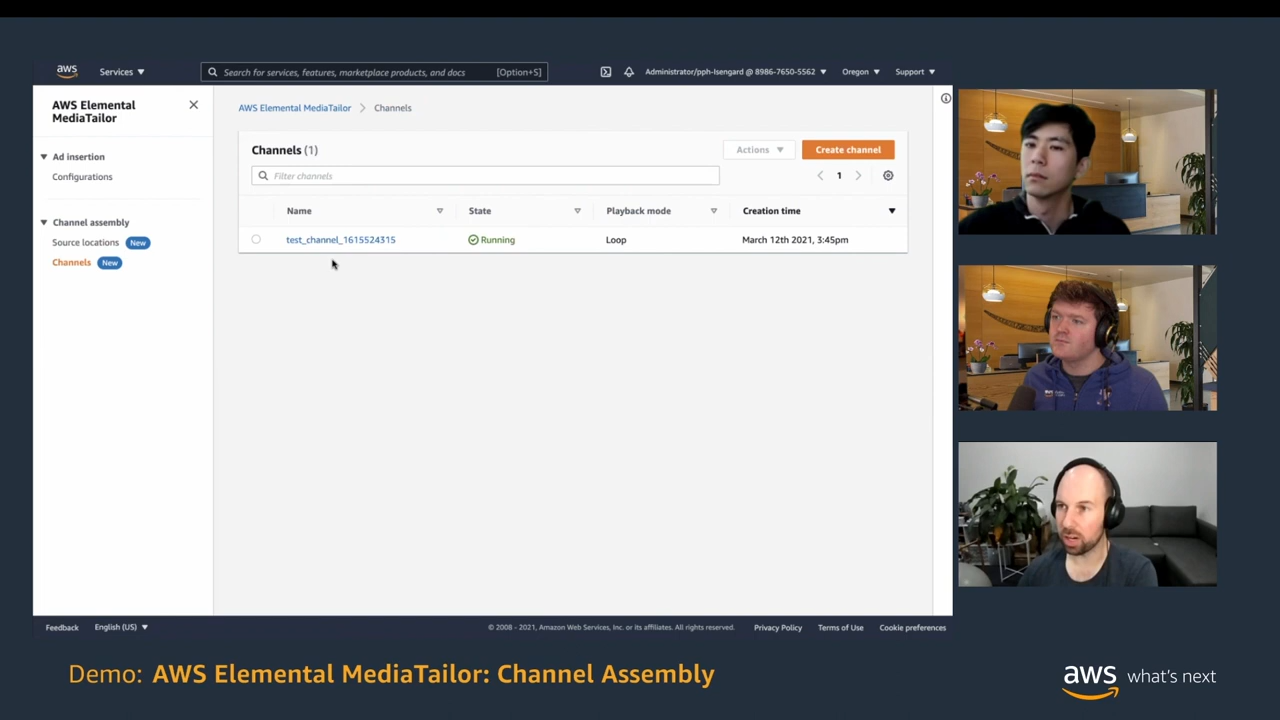 aws
Services
Search for services, features, marketplace products, and docs [Option+S]
Administrator/pph-Isengard @ 8986-7650-5562
Oregon
Support
AWS Elemental
MediaTailor
Ad insertion
Configurations
Channel assembly
Source locations New
Channels New
AWS Elemental MediaTailor > Channels
Channels (1)
Actions
Create channel
Filter channels
1
Name State Playback mode Creation time
test_channel_1615524315 Running Loop March 12th 2021, 3:45pm
Feedback English (US) © 2008 - 2021, Amazon Web Services, Inc. or its affiliates. All rights reserved. Privacy Policy Terms of Use Cookie preferences
Demo: AWS Elemental MediaTailor: Channel Assembly
aws what's next